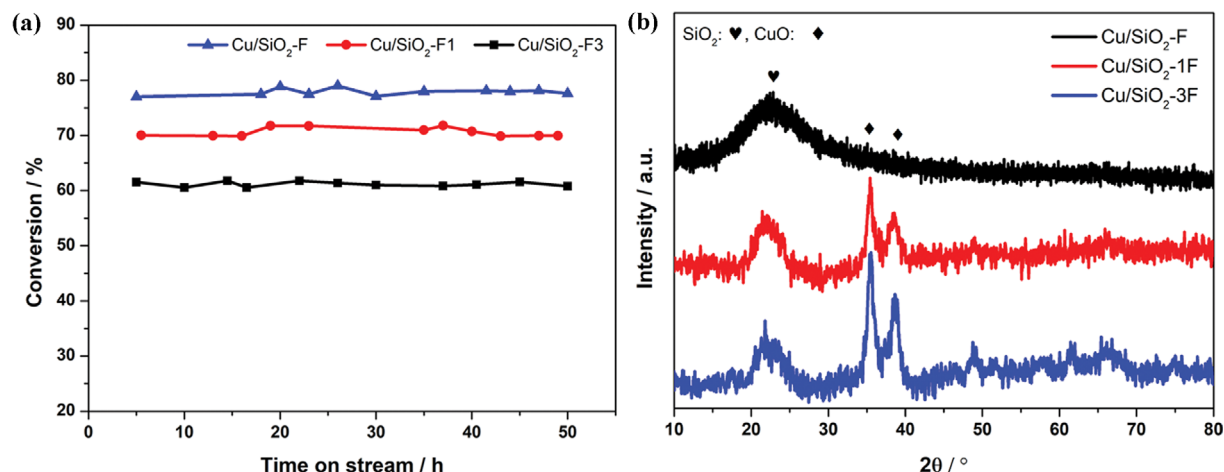 (a)
Cu/SiO₂-F Cu/SiO₂-F1 Cu/SiO₂-F3
Conversion / %
90
80
70
60
50
40
30
20
0 10 20 30 40 50
Time on stream / h
(b)
SiO₂: ♥, CuO: ♦
Cu/SiO₂-F
Cu/SiO₂-1F
Cu/SiO₂-3F
Intensity / a.u.
10 20 30 40 50 60 70 80
2θ / °